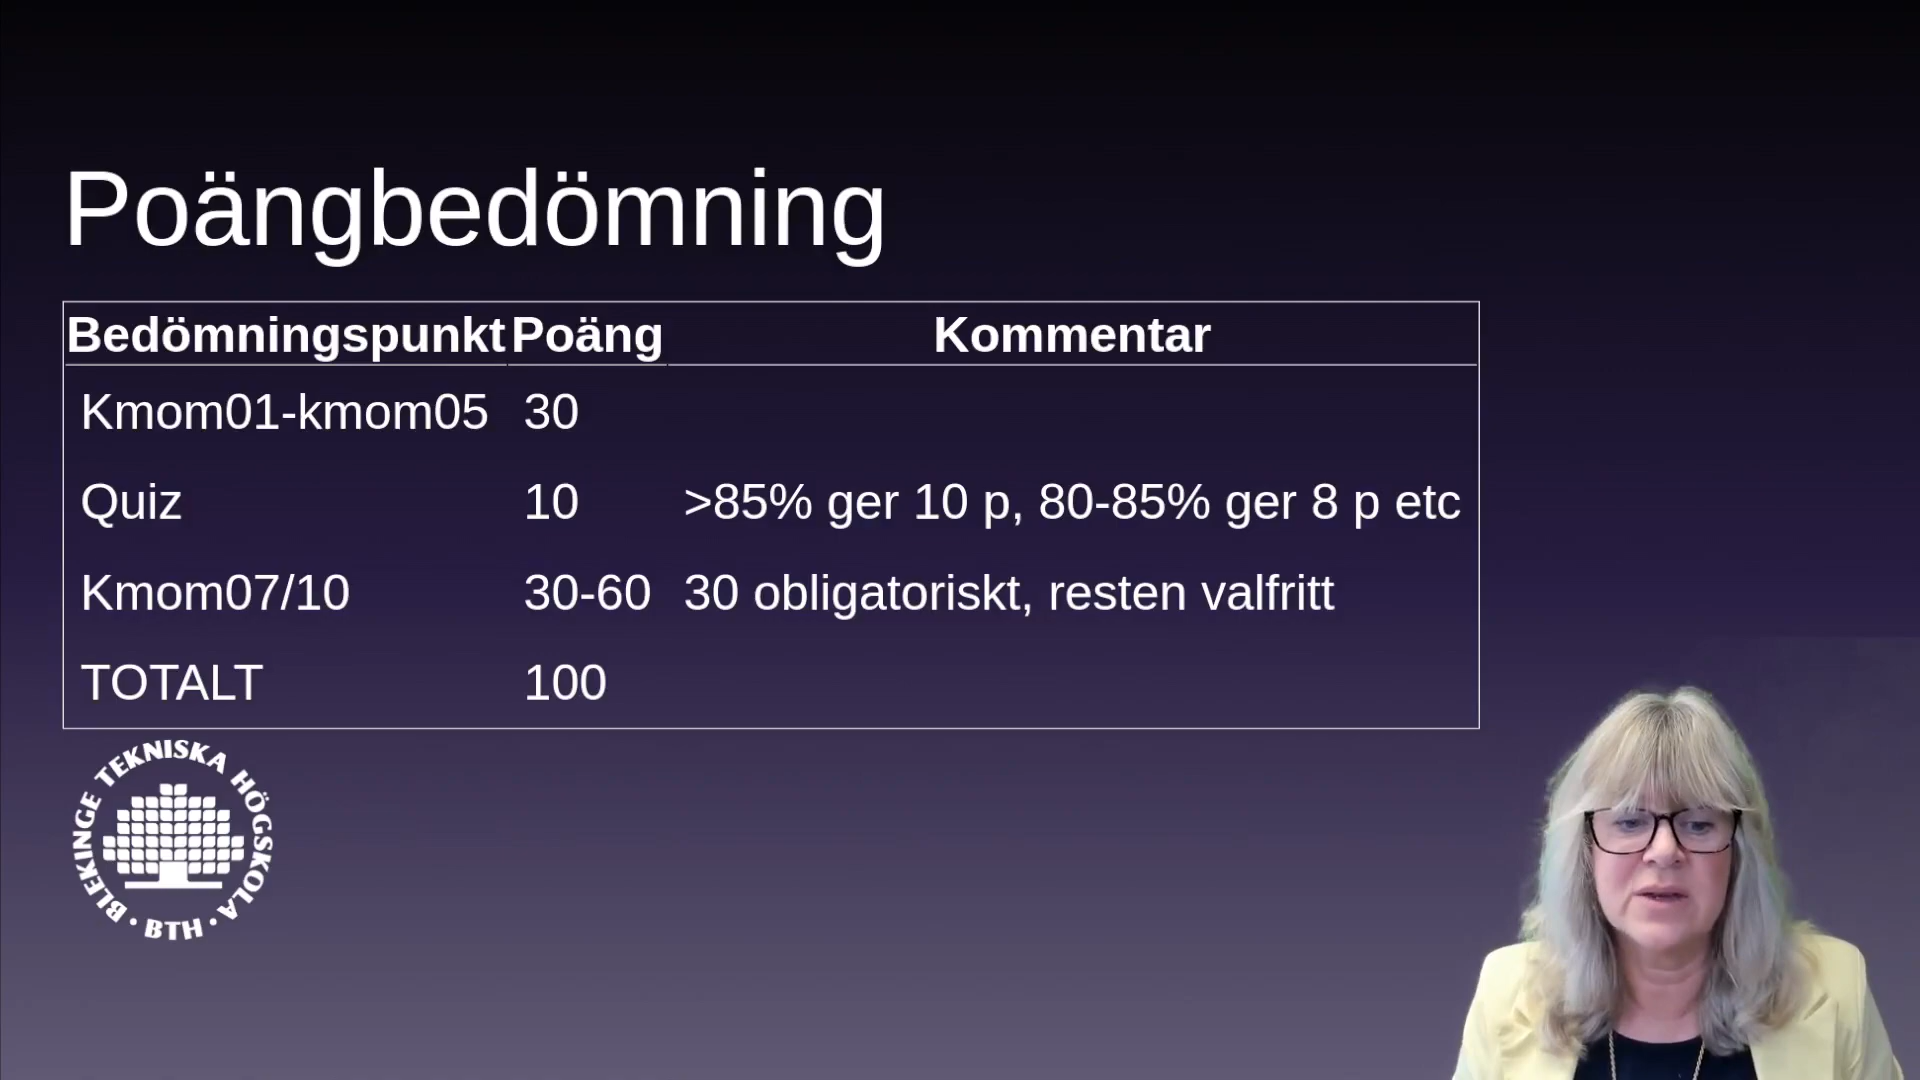 Poängbedömning
Bedömningspunkt Poäng Kommentar
Kmom01-kmom05 30
Quiz 10 >85% ger 10 p, 80-85% ger 8 p etc
Kmom07/10 30-60 30 obligatoriskt, resten valfritt
TOTALT 100
BLEKINGE TEKNISKA HÖGSKOLA
· BTH ·